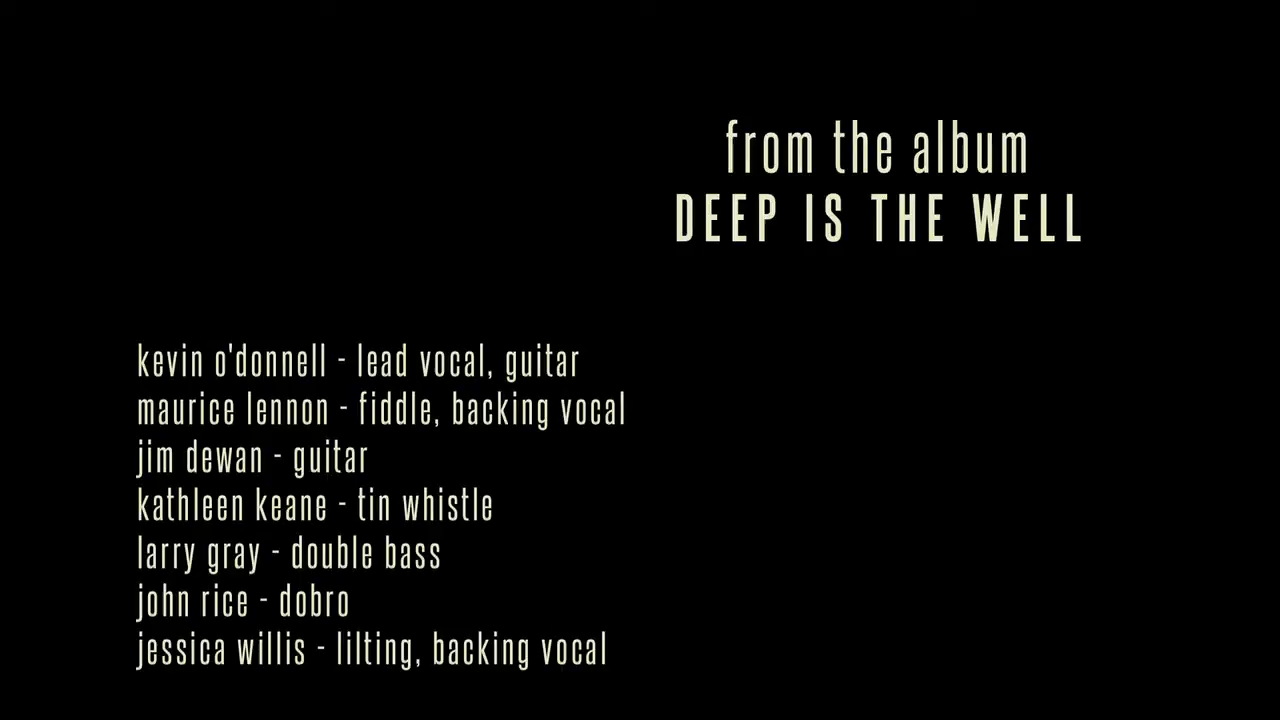 from the album
DEEP IS THE WELL
kevin o'donnell - lead vocal, guitar
maurice lennon - fiddle, backing vocal
jim dewan - guitar
kathleen keane - tin whistle
larry gray - double bass
john rice - dobro
jessica willis - lilting, backing vocal